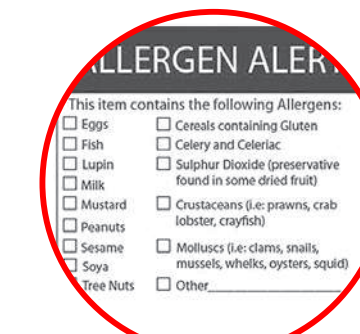 ALLERGEN ALERT
This item contains the following Allergens:
Eggs
Fish
Lupin
Milk
Mustard
Peanuts
Sesame
Soya
Tree Nuts
Cereals containing Gluten
Celery and Celeriac
Sulphur Dioxide (preservative
found in some dried fruit)
Crustaceans (i.e: prawns, crab
lobster, crayfish)
Molluscs (i.e: clams, snails,
mussels, whelks, oysters, squid)
Other